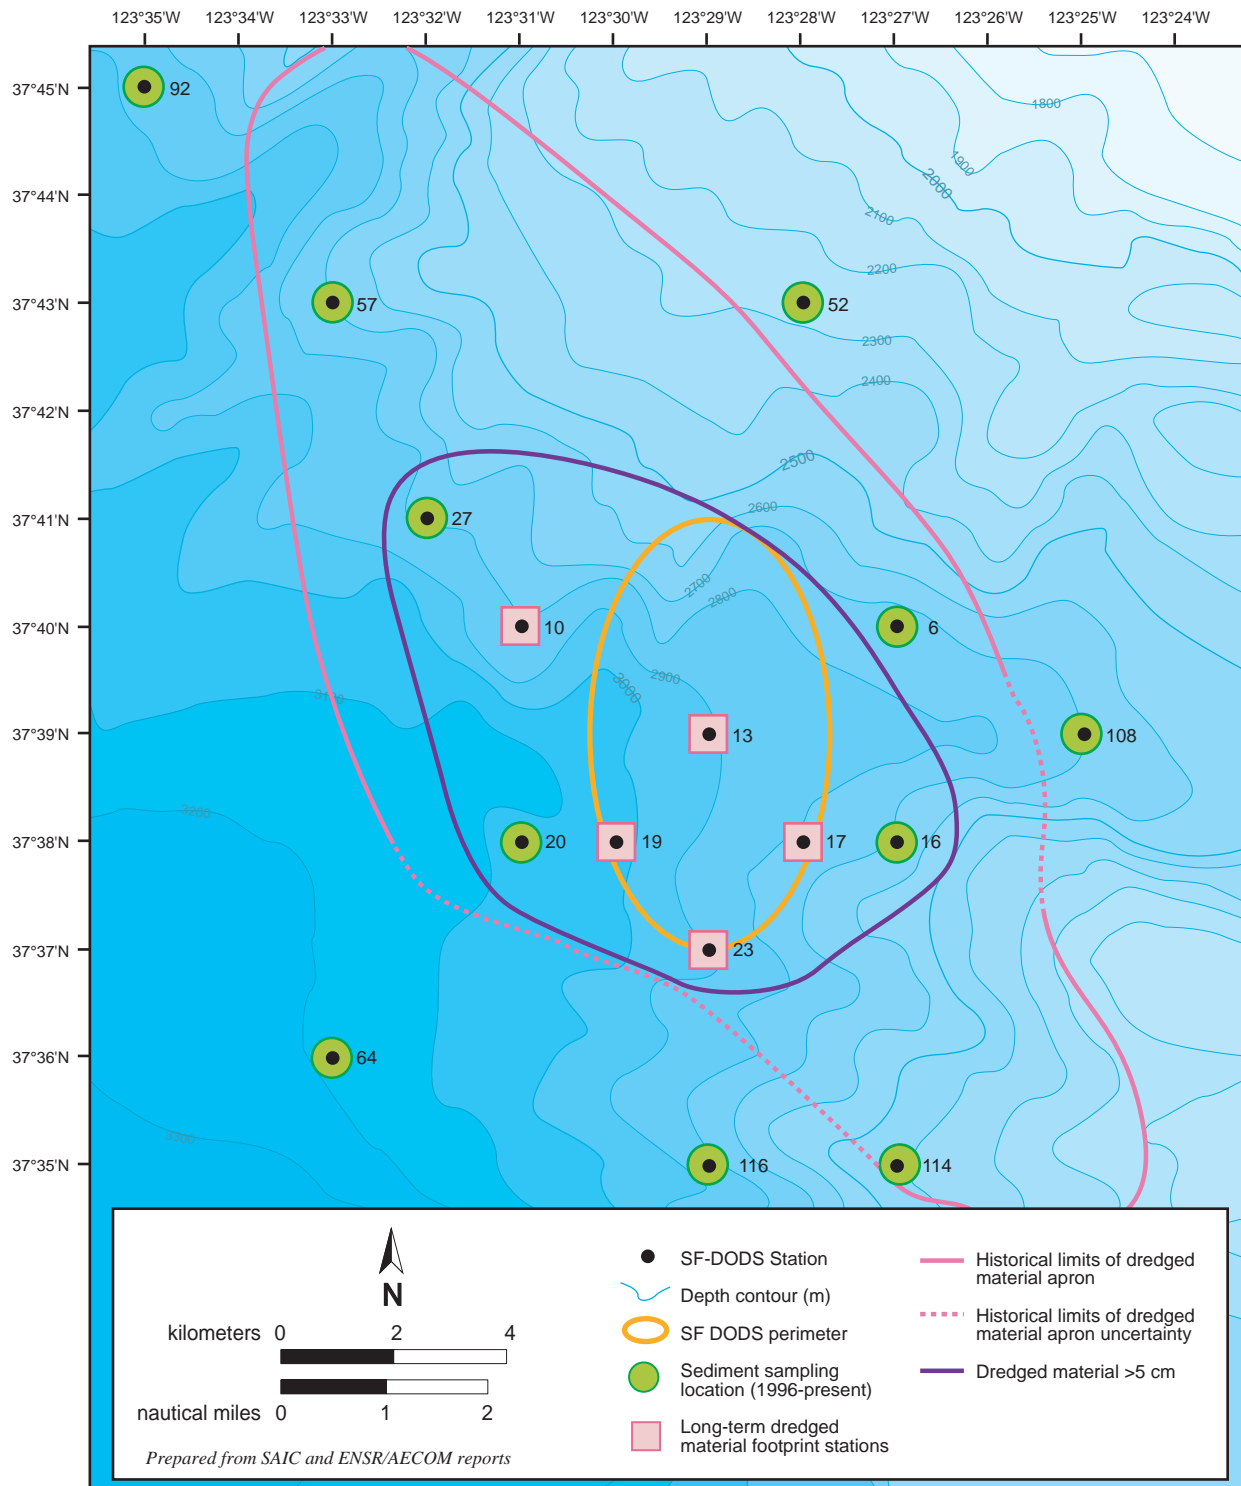 123°35'W 123°34W 123°33'W 123°32'W 123°31'W 123°30'W 123°29'W 123°28'W 123°27'W 123°26'W 123°25'W 123°24'W
37°45'N
92
1800
1900
2000
37°44'N
2100
2200
37°43'N
57
52
2300
2400
37°42'N
2500
2600
37°41'N
27
2700
2800
37°40'N
10
6
2900
3000
3100
37°39'N
13
108
3200
37°38'N
20
19
17
16
37°37'N
23
37°36'N
64
3300
37°35'N
116
114
N
kilometers 0 2 4
nautical miles 0 1 2
Prepared from SAIC and ENSR/AECOM reports
SF-DODS Station
Depth contour (m)
SF DODS perimeter
Sediment sampling
location (1996-present)
Long-term dredged
material footprint stations
Historical limits of dredged
material apron
Historical limits of dredged
material apron uncertainty
Dredged material >5 cm